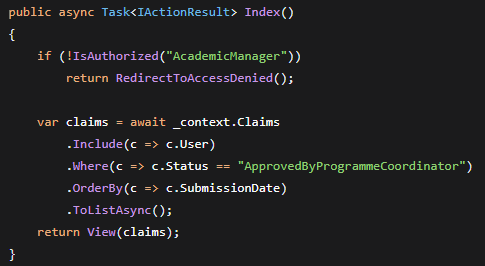 public async Task<IActionResult> Index()
{
    if (!IsAuthorized("AcademicManager"))
        return RedirectToAccessDenied();

    var claims = await _context.Claims
        .Include(c => c.User)
        .Where(c => c.Status == "ApprovedByProgrammeCoordinator")
        .OrderBy(c => c.SubmissionDate)
        .ToListAsync();
    return View(claims);
}